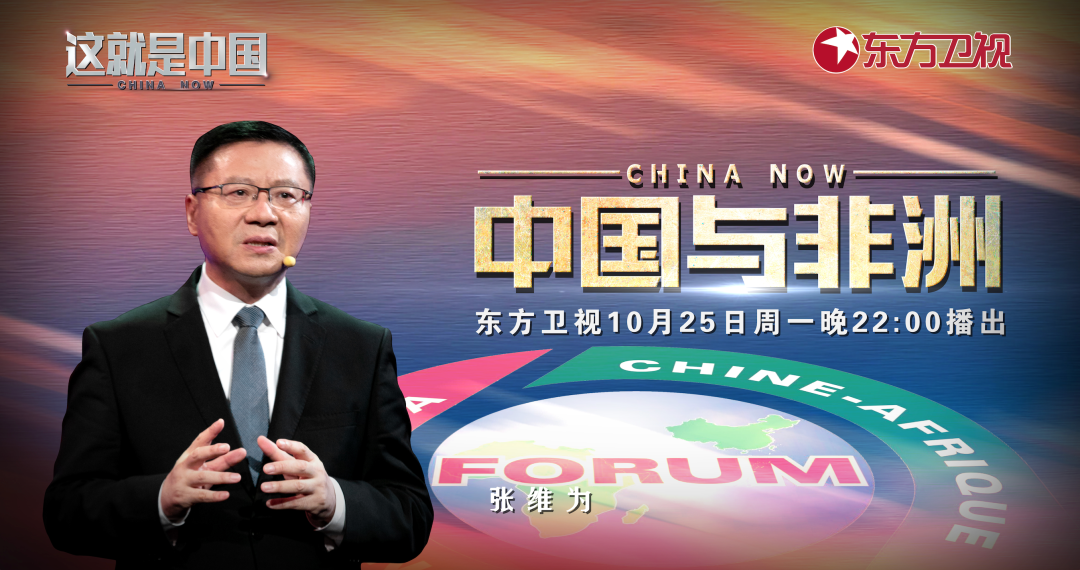 这就是中国
CHINA NOW
东方卫视
CHINA NOW
中国与非洲
东方卫视10月25日周一晚22:00播出
A
CHINE-AFRIQUE
FORUM
张维为